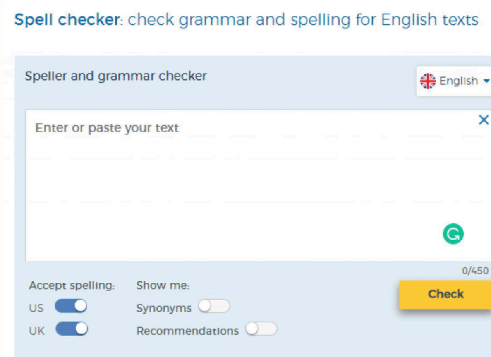 Spell checker: check grammar and spelling for English texts
Speller and grammar checker
English
Enter or paste your text
0/450
Accept spelling: Show me:
Check
US Synonyms
UK Recommendations